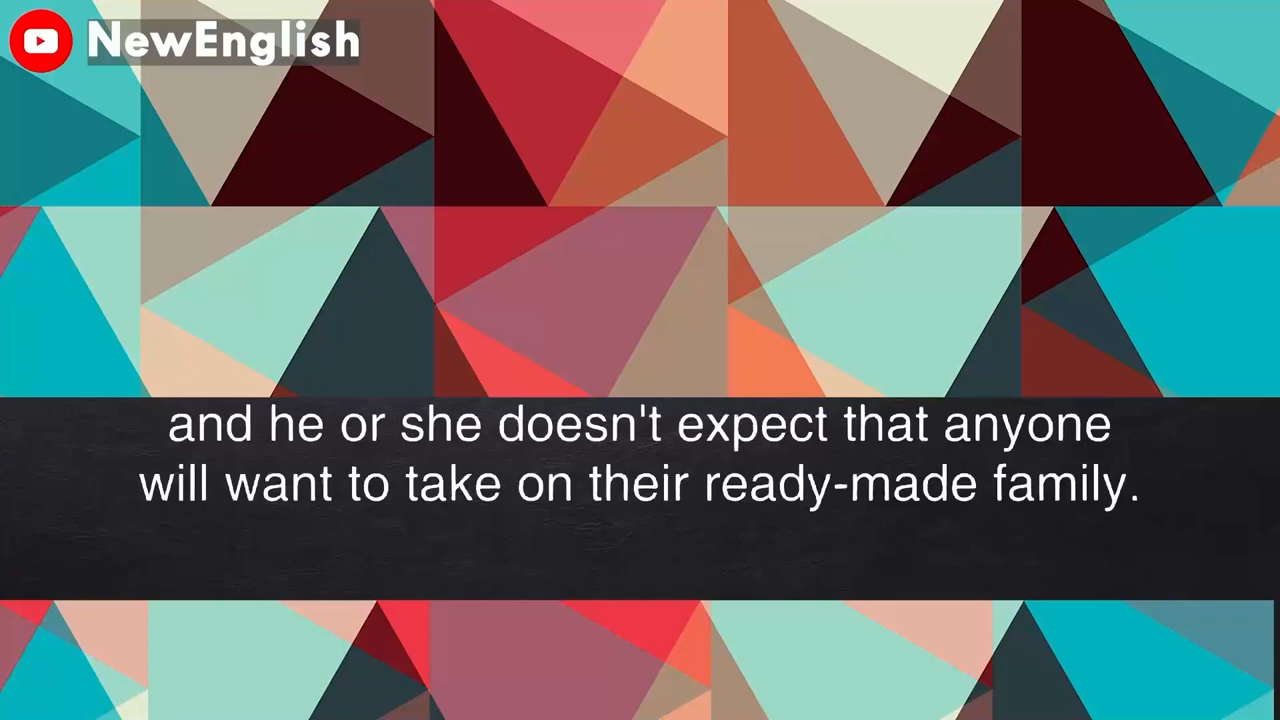 NewEnglish
and he or she doesn't expect that anyone
will want to take on their ready-made family.